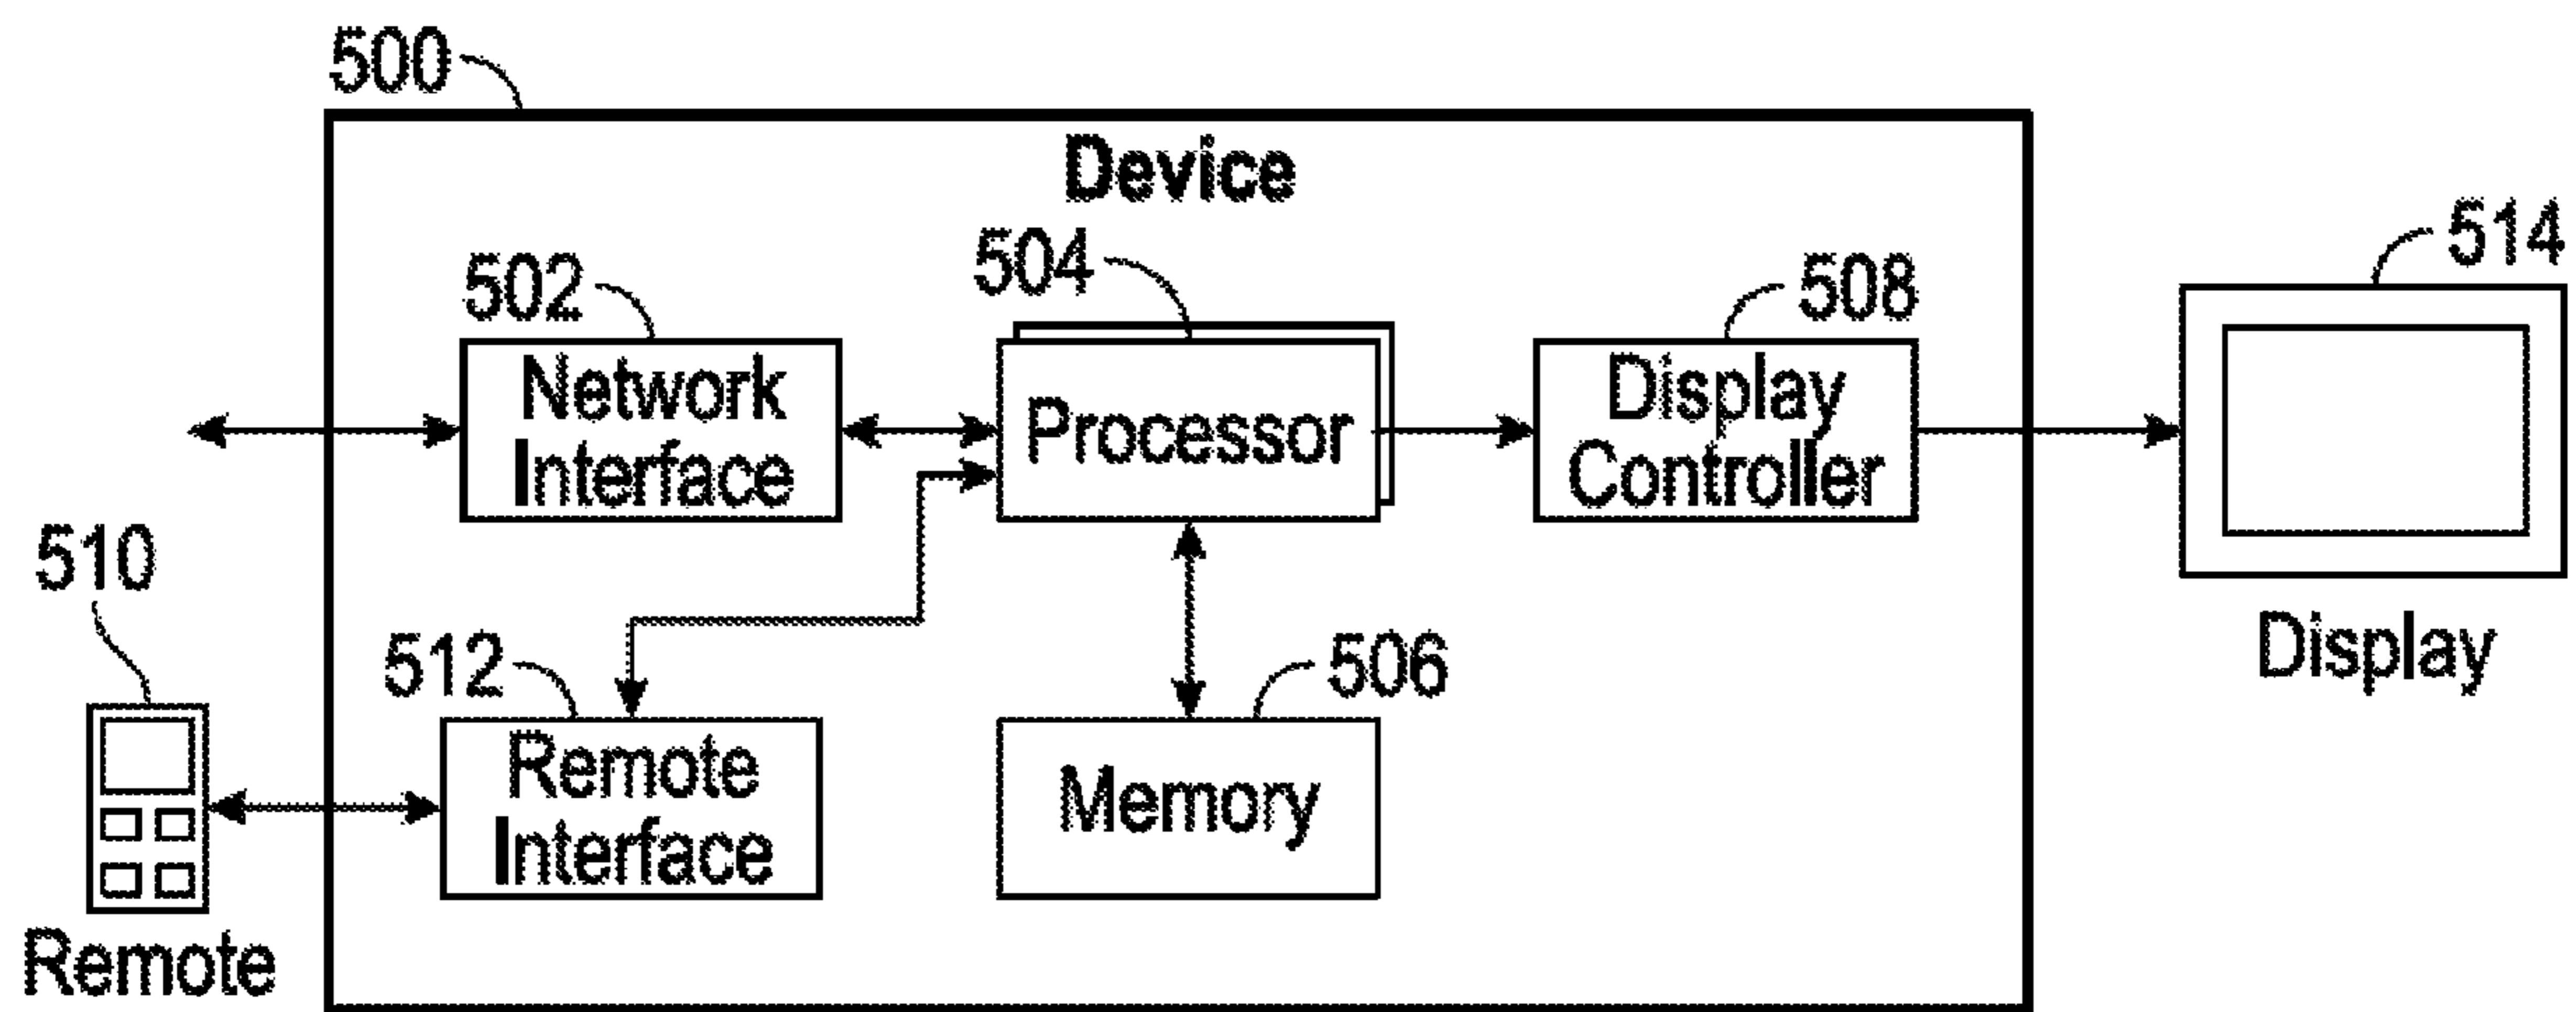 500
Device
502
504
508
514
Network
Interface
Processor
Display
Controller
510
512
506
Display
Remote
Interface
Memory
Remote